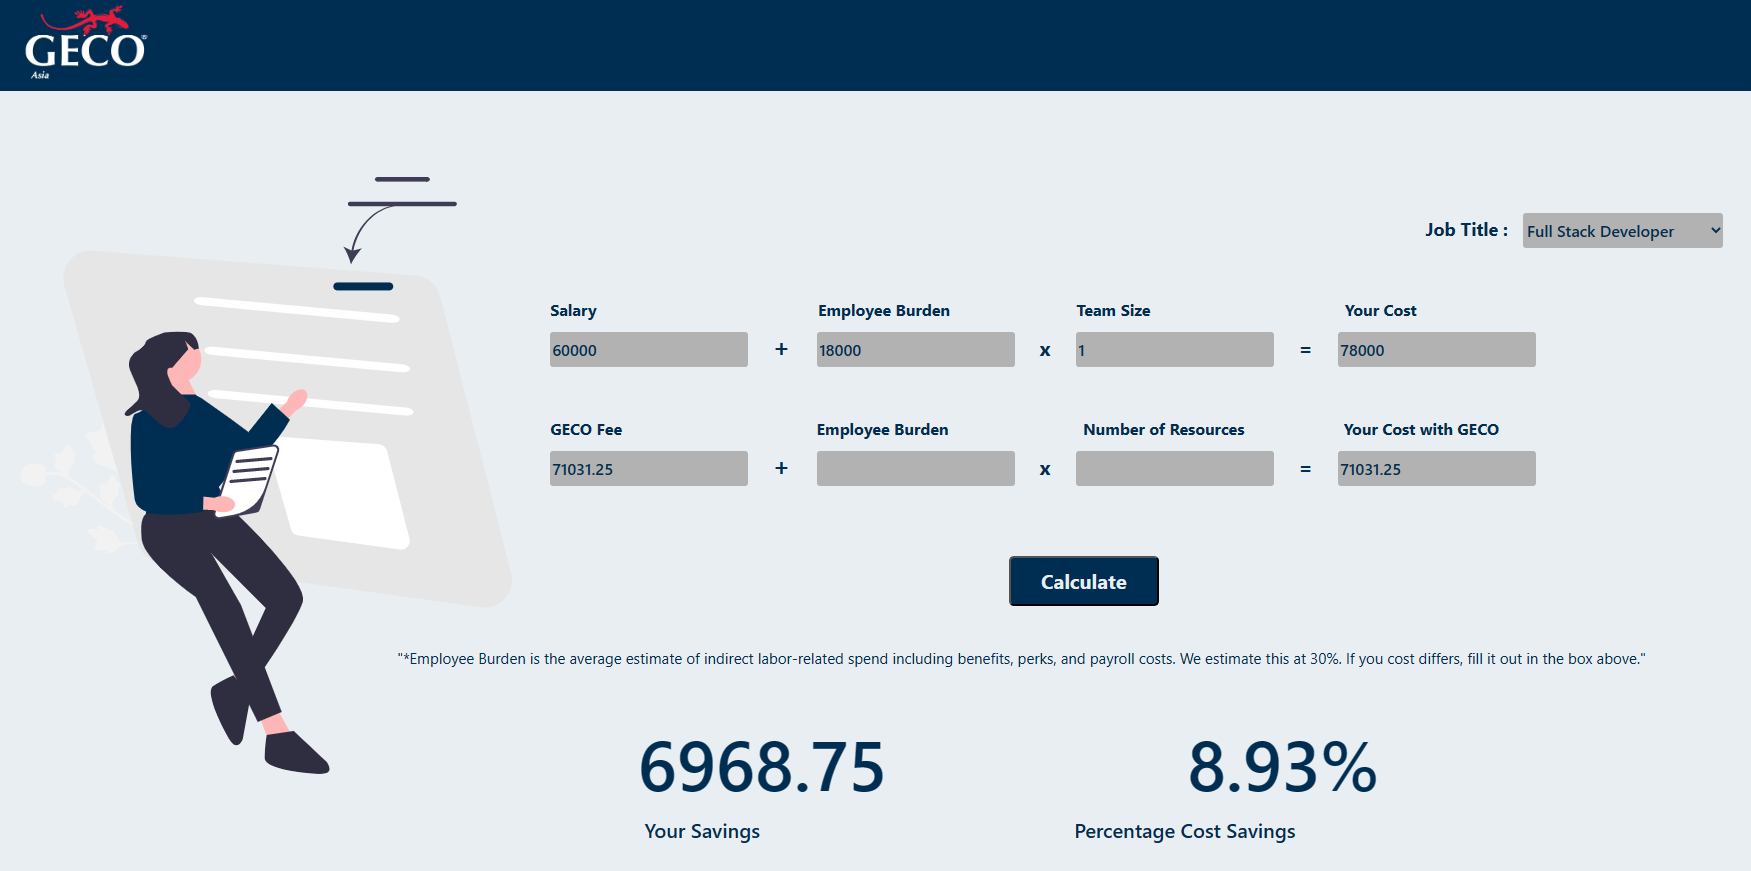 GECO®
Asia
Job Title : Full Stack Developer
Salary Employee Burden Team Size Your Cost
60000 + 18000 x 1 = 78000
GECO Fee Employee Burden Number of Resources Your Cost with GECO
71031.25 + x = 71031.25
Calculate
"*Employee Burden is the average estimate of indirect labor-related spend including benefits, perks, and payroll costs. We estimate this at 30%. If you cost differs, fill it out in the box above."
6968.75 8.93%
Your Savings Percentage Cost Savings